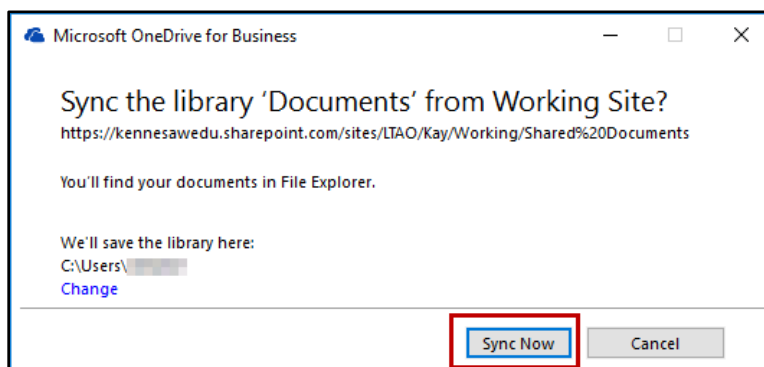 Microsoft OneDrive for Business
Sync the library ‘Documents’ from Working Site?
https://kennesawedu.sharepoint.com/sites/LTAO/Kay/Working/Shared%20Documents
You'll find your documents in File Explorer.
We'll save the library here:
C:\Users\
Change
Sync Now Cancel